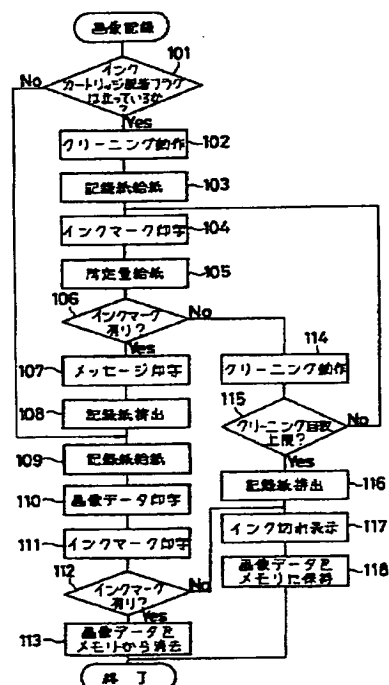 画像記録
101
インク
カートリッジ脱着フラグ
は立っているか
?
No
Yes
クリーニング動作
102
記録紙給紙
103
インクマーク印字
104
所定量給紙
105
106
インクマーク
有り?
No
Yes
メッセージ印字
107
記録紙排出
108
記録紙給紙
109
画像データ印字
110
インクマーク印字
111
112
インクマーク
有り?
No
Yes
画像データを
メモリから消去
113
114
クリーニング動作
115
クリーニング回数
上限?
No
Yes
記録紙排出
116
インク切れ表示
117
画像データを
メモリに保持
118
終了